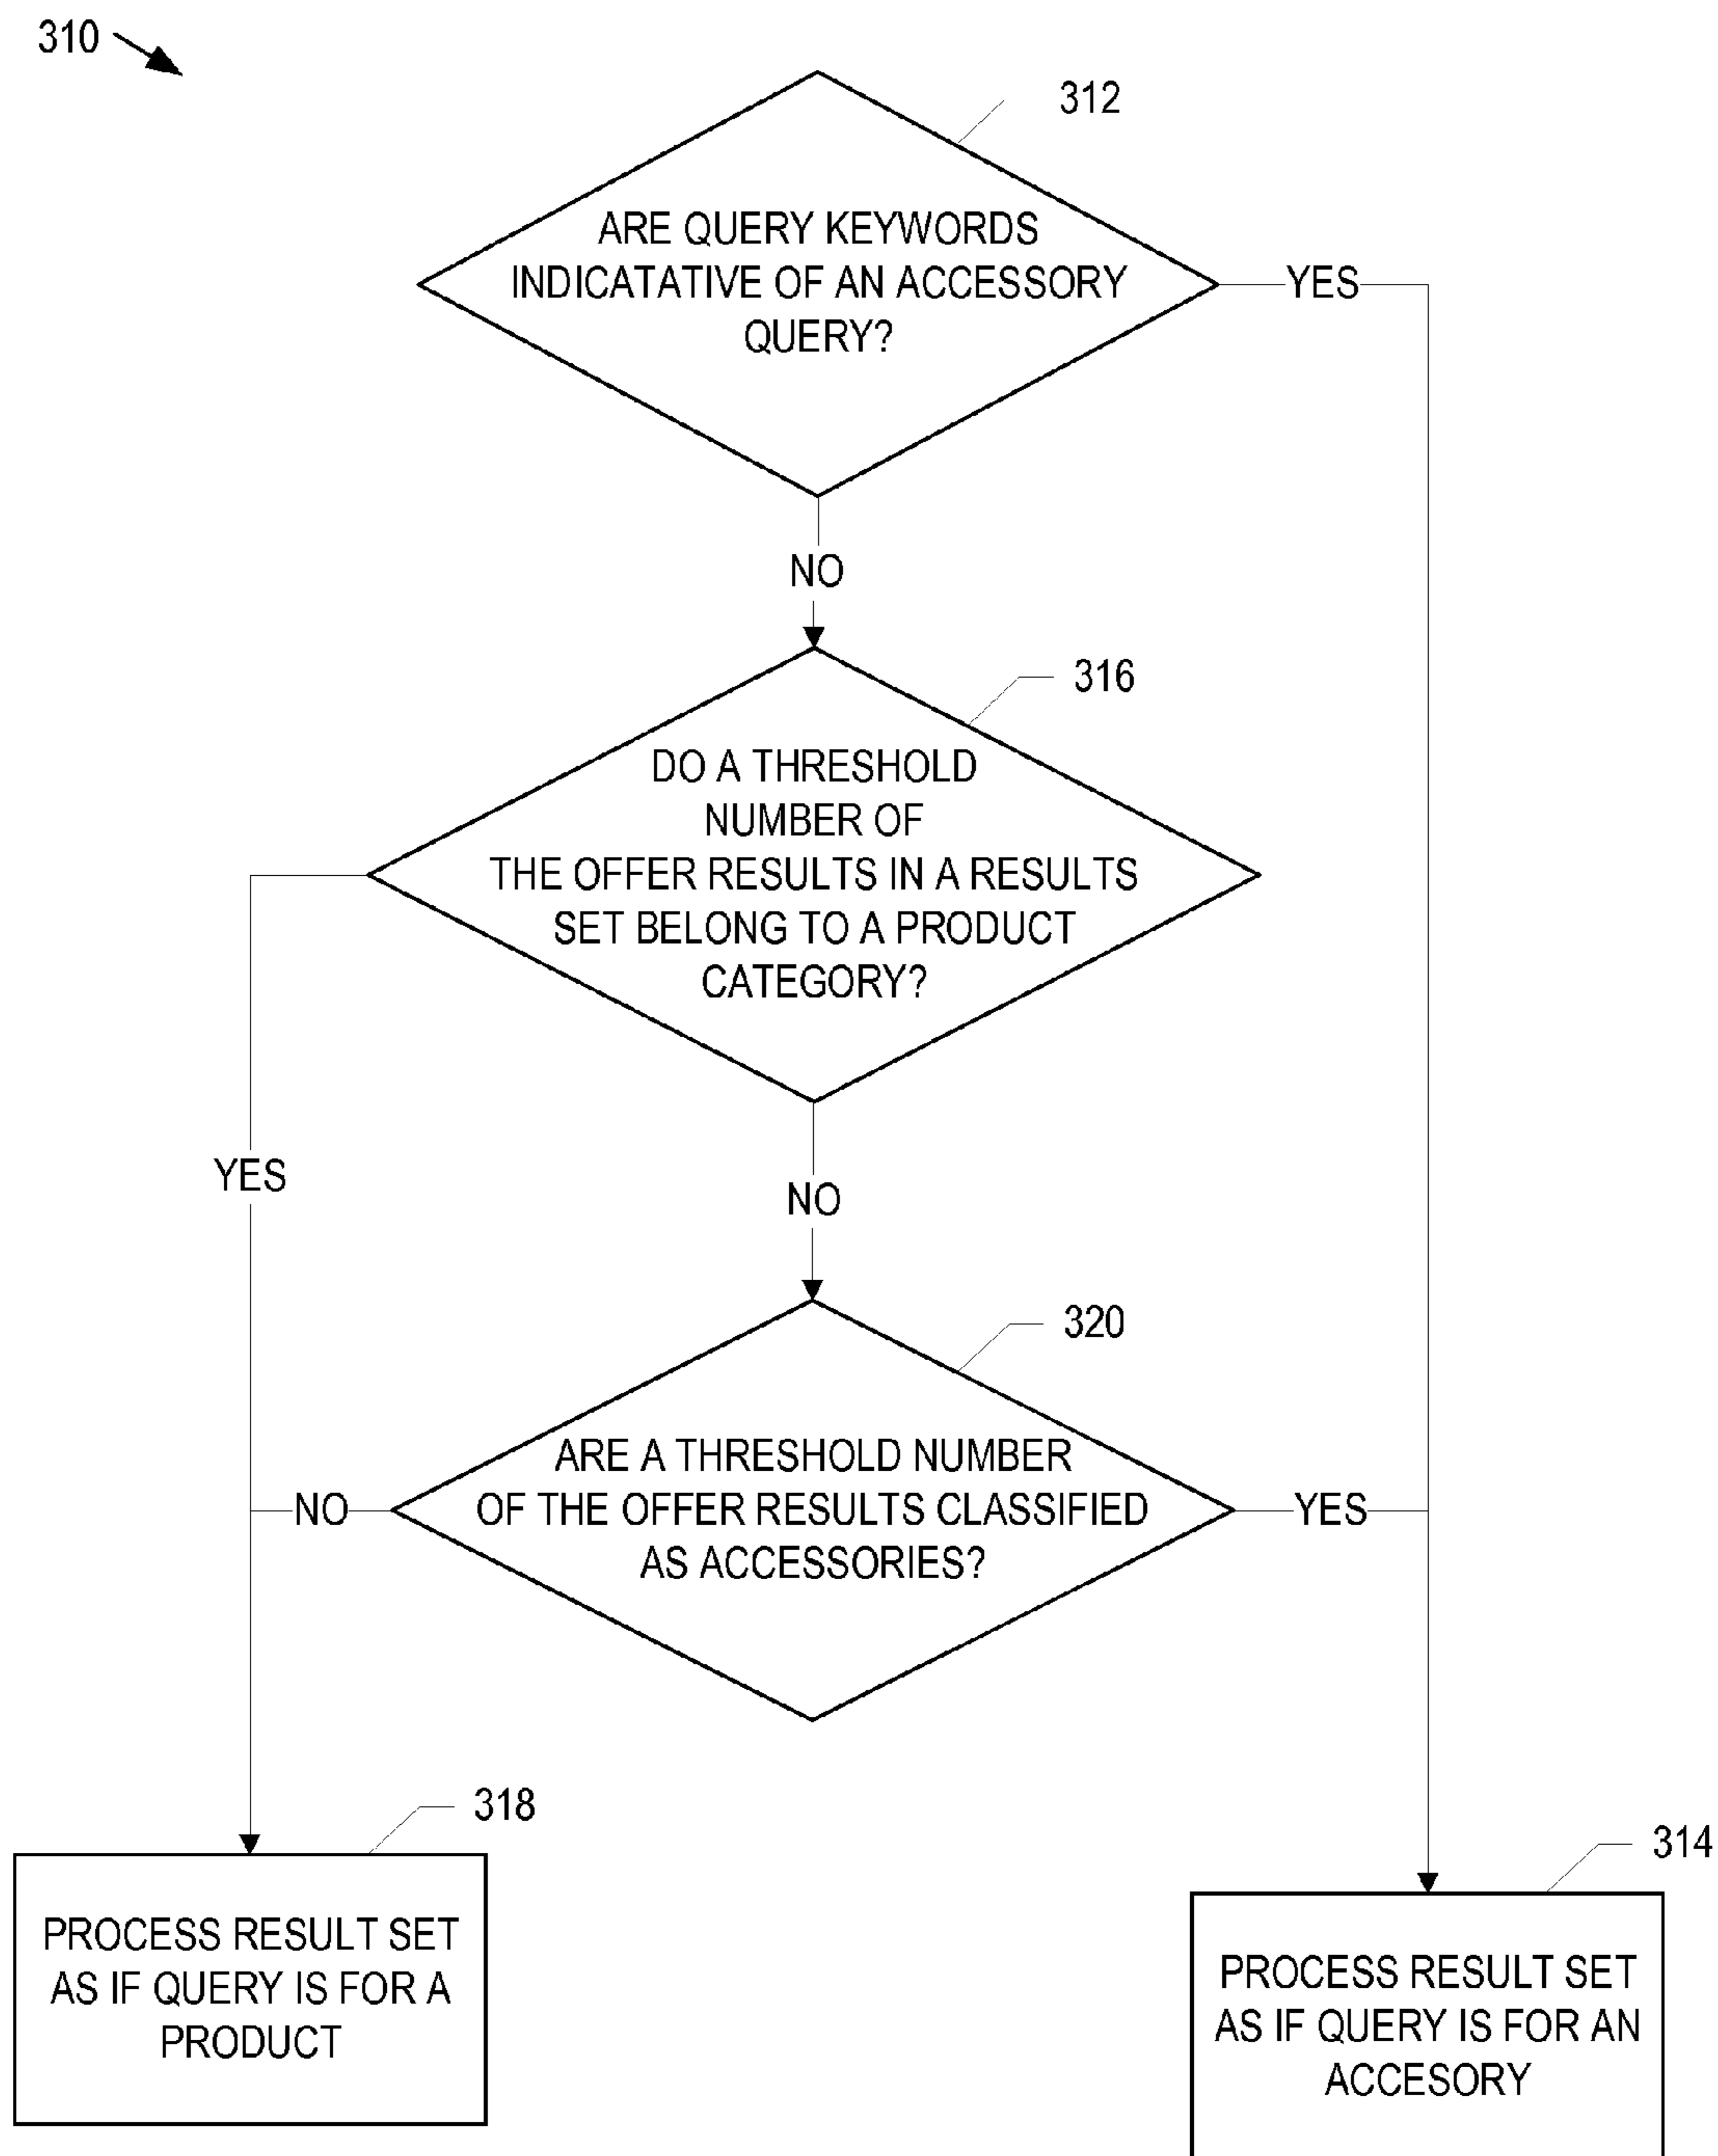 310
312
ARE QUERY KEYWORDS
INDICATATIVE OF AN ACCESSORY
QUERY?
YES
NO
316
DO A THRESHOLD
NUMBER OF
THE OFFER RESULTS IN A RESULTS
SET BELONG TO A PRODUCT
CATEGORY?
YES
NO
320
ARE A THRESHOLD NUMBER
OF THE OFFER RESULTS CLASSIFIED
AS ACCESSORIES?
NO
YES
318
PROCESS RESULT SET
AS IF QUERY IS FOR A
PRODUCT
314
PROCESS RESULT SET
AS IF QUERY IS FOR AN
ACCESORY